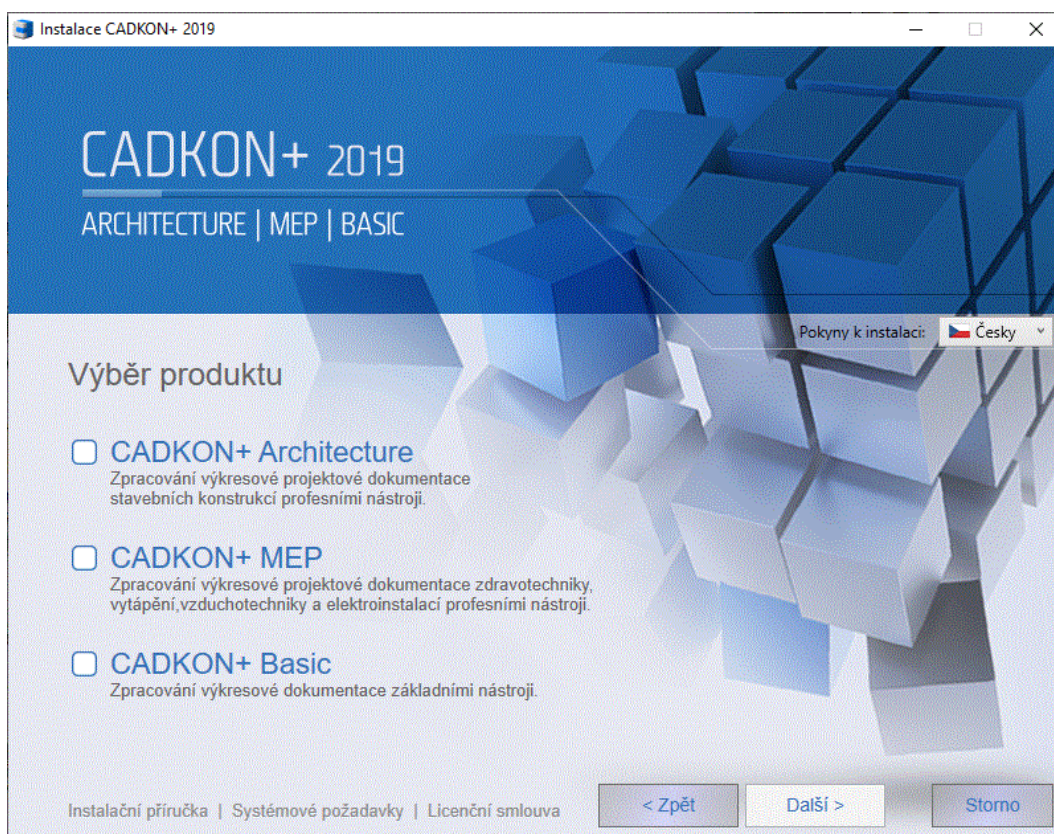 Instalace CADKON+ 2019
CADKON+ 2019
ARCHITECTURE | MEP | BASIC
Pokyny k instalaci: Česky
Výběr produktu
CADKON+ Architecture
Zpracování výkresové projektové dokumentace
stavebních konstrukcí profesními nástroji.
CADKON+ MEP
Zpracování výkresové projektové dokumentace zdravotechniky,
vytápění,vzduchotechniky a elektroinstalací profesními nástroji.
CADKON+ Basic
Zpracování výkresové dokumentace základními nástroji.
Instalační příručka | Systémové požadavky | Licenční smlouva
< Zpět
Další >
Storno